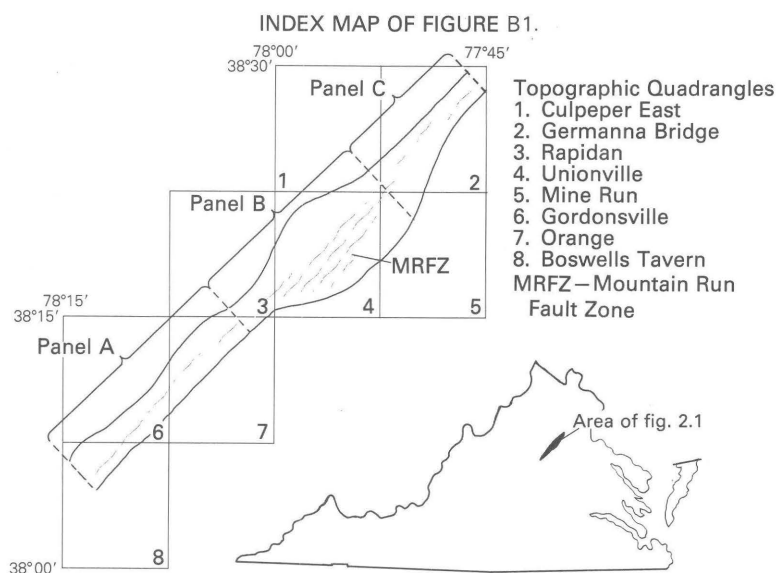 INDEX MAP OF FIGURE B1.
78°00′
77°45′
38°30′
Panel C
Topographic Quadrangles
1. Culpeper East
2. Germanna Bridge
3. Rapidan
4. Unionville
5. Mine Run
6. Gordonsville
7. Orange
8. Boswells Tavern
MRFZ—Mountain Run
Fault Zone
1
2
Panel B
MRFZ
78°15′
38°15′
3
4
5
Panel A
6
7
Area of fig. 2.1
38°00′
8